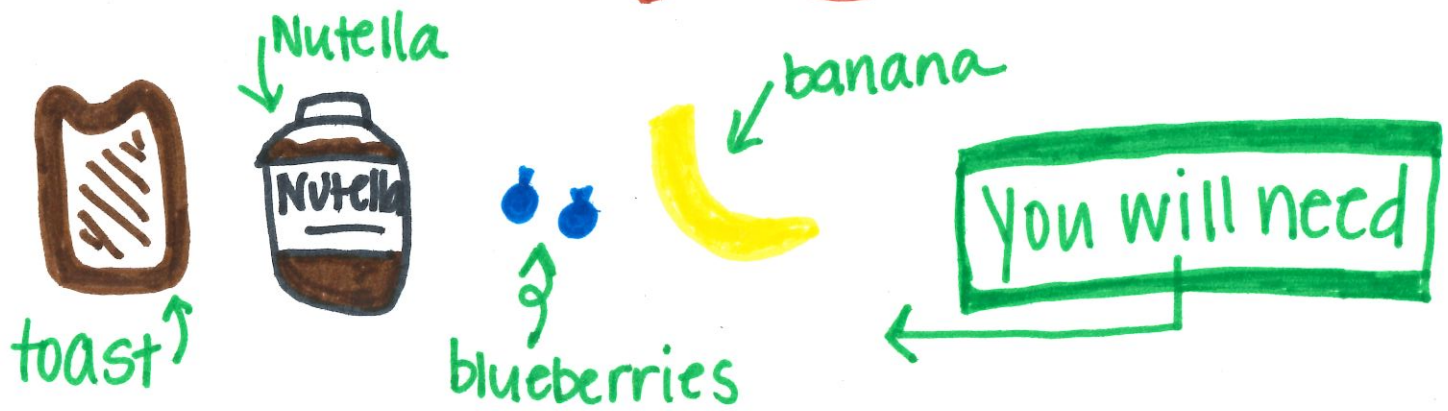 Nutella
banana
Nutella
you will need
toast
blueberries